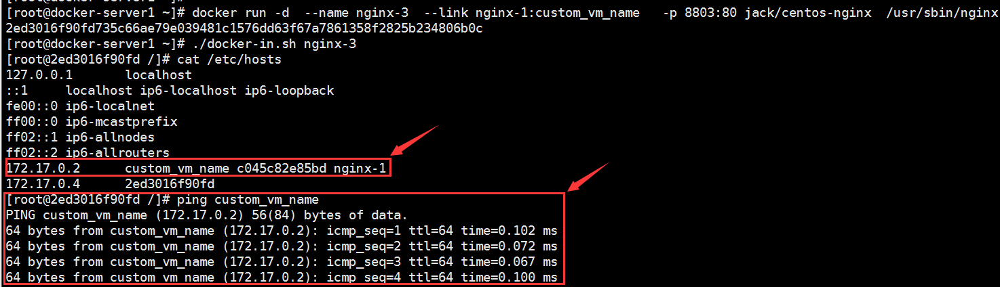 [root@docker-server1 ~]# docker run -d  --name nginx-3  --link nginx-1:custom_vm_name   -p 8803:80 jack/centos-nginx  /usr/sbin/nginx
2ed3016f90fd735c66ae79e039481c1576dd63f67a7861358f2825b234806b0c
[root@docker-server1 ~]# ./docker-in.sh nginx-3
[root@2ed3016f90fd /]# cat /etc/hosts
127.0.0.1       localhost
::1     localhost ip6-localhost ip6-loopback
fe00::0 ip6-localnet
ff00::0 ip6-mcastprefix
ff02::1 ip6-allnodes
ff02::2 ip6-allrouters
172.17.0.2      custom_vm_name c045c82e85bd nginx-1
172.17.0.4      2ed3016f90fd
[root@2ed3016f90fd /]# ping custom_vm_name
PING custom_vm_name (172.17.0.2) 56(84) bytes of data.
64 bytes from custom_vm_name (172.17.0.2): icmp_seq=1 ttl=64 time=0.102 ms
64 bytes from custom_vm_name (172.17.0.2): icmp_seq=2 ttl=64 time=0.072 ms
64 bytes from custom_vm_name (172.17.0.2): icmp_seq=3 ttl=64 time=0.067 ms
64 bytes from custom_vm_name (172.17.0.2): icmp_seq=4 ttl=64 time=0.100 ms